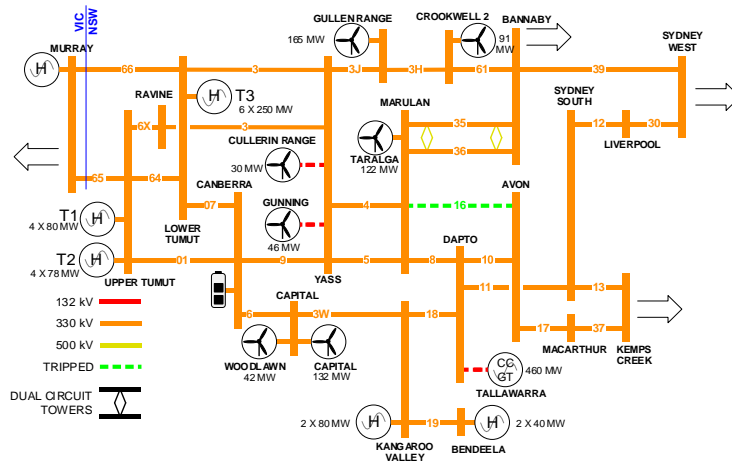 VIC
NSW
GULLEN RANGE
CROOKWELL 2
BANNABY
165 MW
91
MW
SYDNEY
WEST
MURRAY
66
3
3J
3H
61
39
RAVINE
T3
6 X 250 MW
SYDNEY
SOUTH
MARULAN
6X
3
35
12
30
LIVERPOOL
CULLERIN RANGE
36
TARALGA
122 MW
30 MW
65
64
CANBERRA
AVON
GUNNING
07
4
16
T1
4 X 80 MW
LOWER
TUMUT
46 MW
DAPTO
T2
4 X 78 MW
01
9
5
8
10
UPPER TUMUT
YASS
11
13
132 kV
330 kV
500 kV
TRIPPED
DUAL CIRCUIT
TOWERS
CAPITAL
6
3W
18
17
37
MACARTHUR
KEMPS
CREEK
WOODLAWN
42 MW
CAPITAL
132 MW
CC
GT
460 MW
TALLAWARRA
2 X 80 MW
H
19
H
2 X 40 MW
KANGAROO
VALLEY
BENDEELA